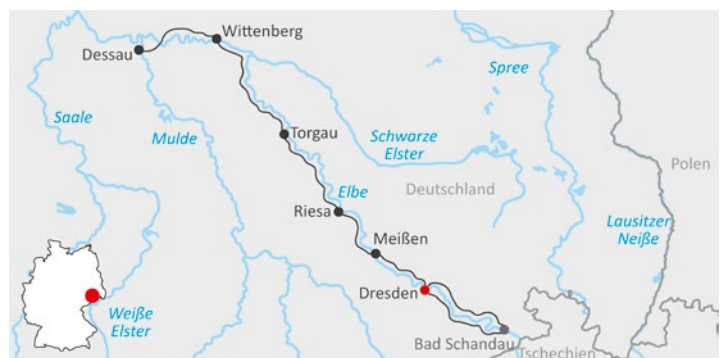 Wittenberg
Dessau
Spree
Saale
Mulde
Torgau
Schwarze
Elster
Polen
Elbe
Deutschland
Riesa
Lausitzer
Neiße
Meißen
Dresden
Weiße
Elster
Bad Schandau
Tschechien